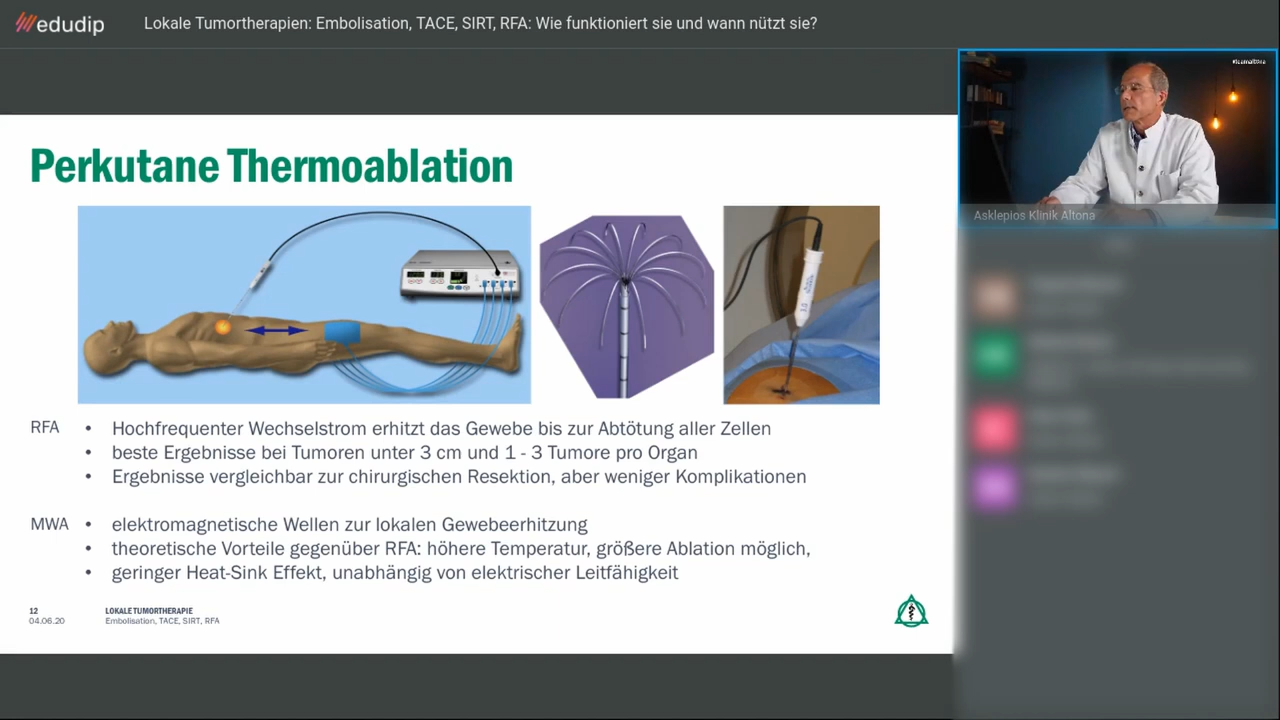 edudip
Lokale Tumortherapien: Embolisation, TACE, SIRT, RFA: Wie funktioniert sie und wann nützt sie?
Asklepios Klinik Altona
Perkutane Thermoablation
3.0
RFA • Hochfrequenter Wechselstrom erhitzt das Gewebe bis zur Abtötung aller Zellen
• beste Ergebnisse bei Tumoren unter 3 cm und 1 - 3 Tumore pro Organ
• Ergebnisse vergleichbar zur chirurgischen Resektion, aber weniger Komplikationen
MWA • elektromagnetische Wellen zur lokalen Gewebeerhitzung
• theoretische Vorteile gegenüber RFA: höhere Temperatur, größere Ablation möglich,
• geringer Heat-Sink Effekt, unabhängig von elektrischer Leitfähigkeit
12 LOKALE TUMORTHERAPIE
04.06.20 Embolisation, TACE, SIRT, RFA